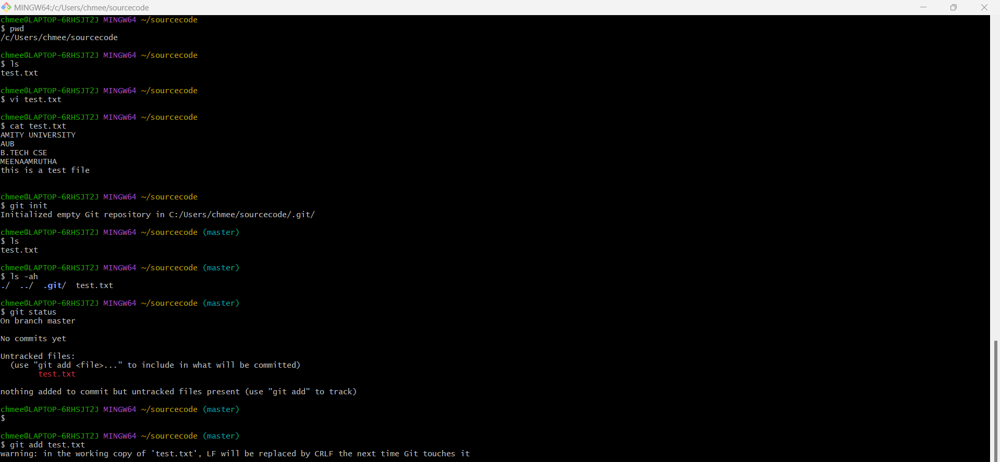 MINGW64:/c/Users/chmee/sourcecode
chmee@LAPTOP-6RHSJT2J MINGW64 ~/sourcecode
$ pwd
/c/Users/chmee/sourcecode
chmee@LAPTOP-6RHSJT2J MINGW64 ~/sourcecode
$ ls
test.txt
chmee@LAPTOP-6RHSJT2J MINGW64 ~/sourcecode
$ vi test.txt
chmee@LAPTOP-6RHSJT2J MINGW64 ~/sourcecode
$ cat test.txt
AMITY UNIVERSITY
AUB
B.TECH CSE
MEENAAMRUTHA
this is a test file
chmee@LAPTOP-6RHSJT2J MINGW64 ~/sourcecode
$ git init
Initialized empty Git repository in C:/Users/chmee/sourcecode/.git/
chmee@LAPTOP-6RHSJT2J MINGW64 ~/sourcecode (master)
$ ls
test.txt
chmee@LAPTOP-6RHSJT2J MINGW64 ~/sourcecode (master)
$ ls -ah
./  ../  .git/  test.txt
chmee@LAPTOP-6RHSJT2J MINGW64 ~/sourcecode (master)
$ git status
On branch master
No commits yet
Untracked files:
  (use "git add <file>..." to include in what will be committed)
        test.txt
nothing added to commit but untracked files present (use "git add" to track)
chmee@LAPTOP-6RHSJT2J MINGW64 ~/sourcecode (master)
$
chmee@LAPTOP-6RHSJT2J MINGW64 ~/sourcecode (master)
$ git add test.txt
warning: in the working copy of 'test.txt', LF will be replaced by CRLF the next time Git touches it